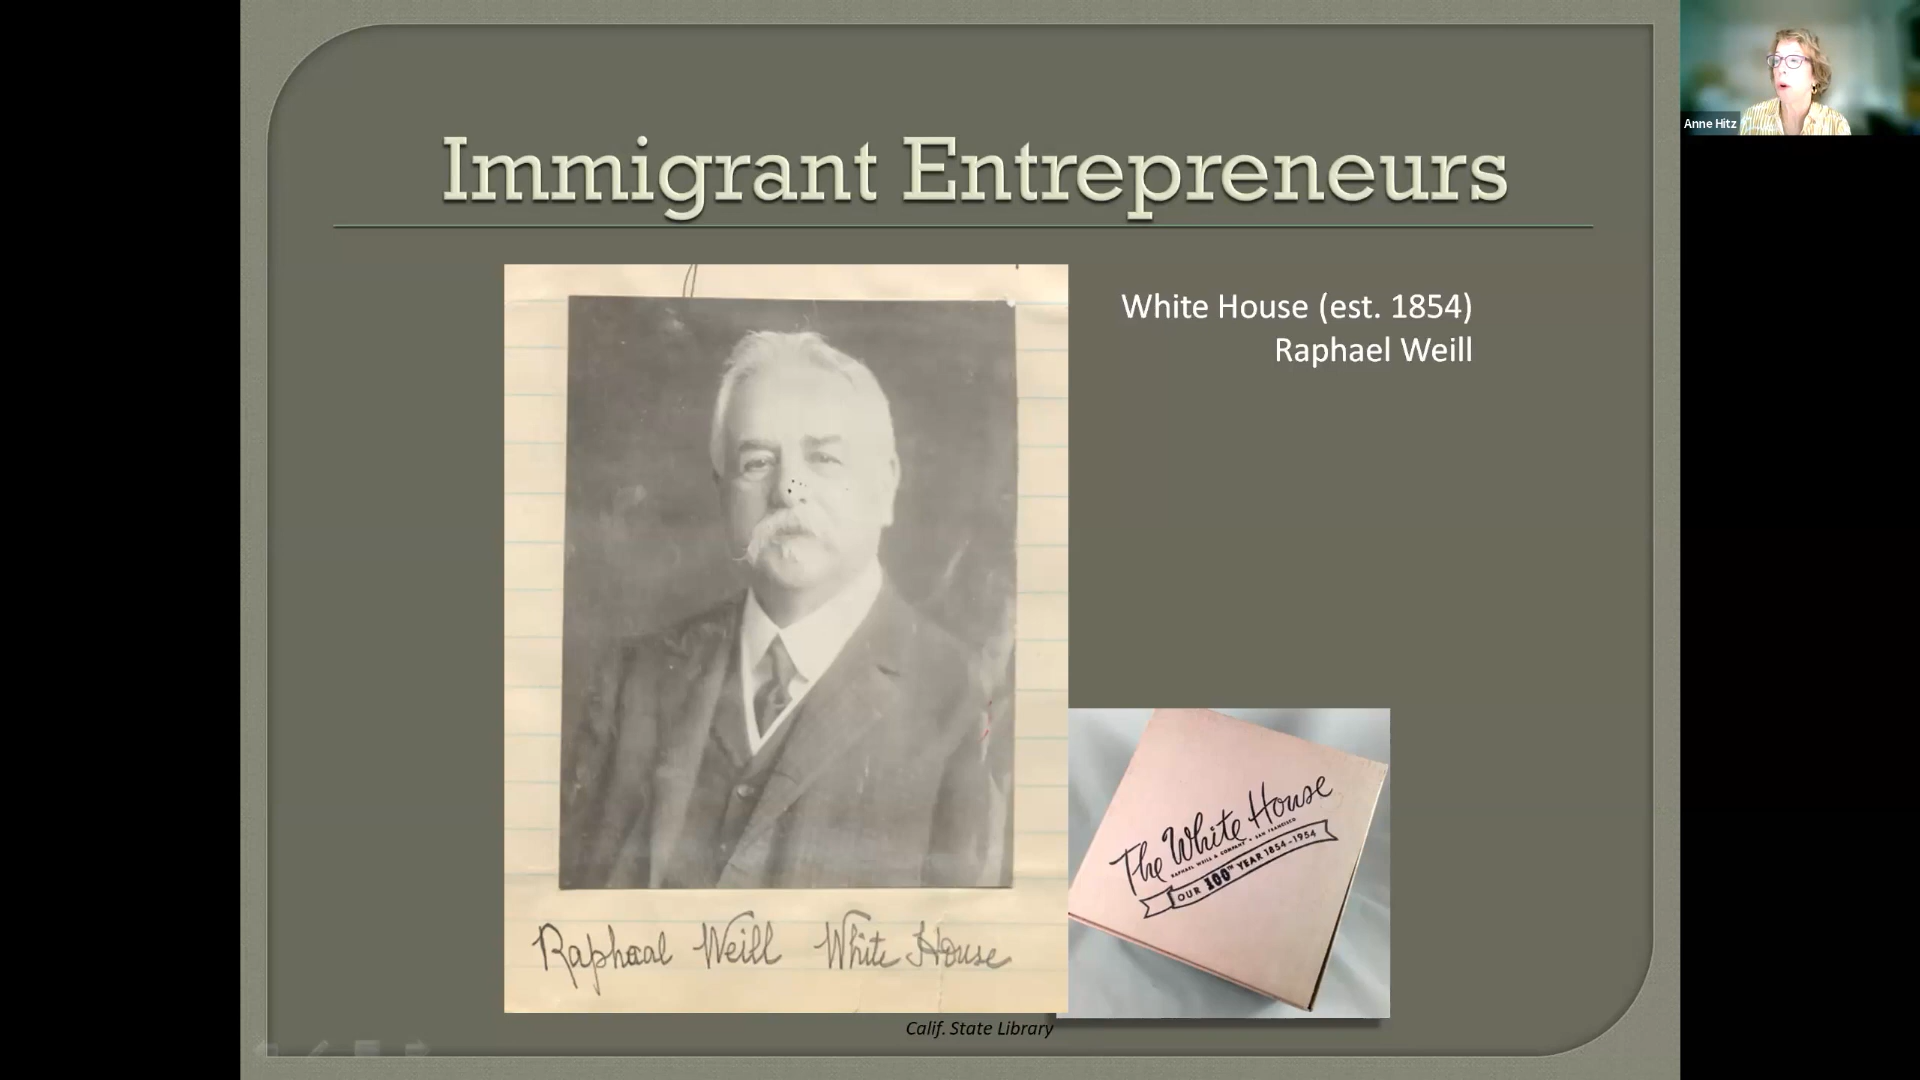 Immigrant Entrepreneurs
White House (est. 1854)
Raphael Weill
Raphael Weill White House
The White House
RAPHAEL WEILL & COMPANY • SAN FRANCISCO
OUR 100TH YEAR 1854-1954
Calif. State Library
Anne Hitz